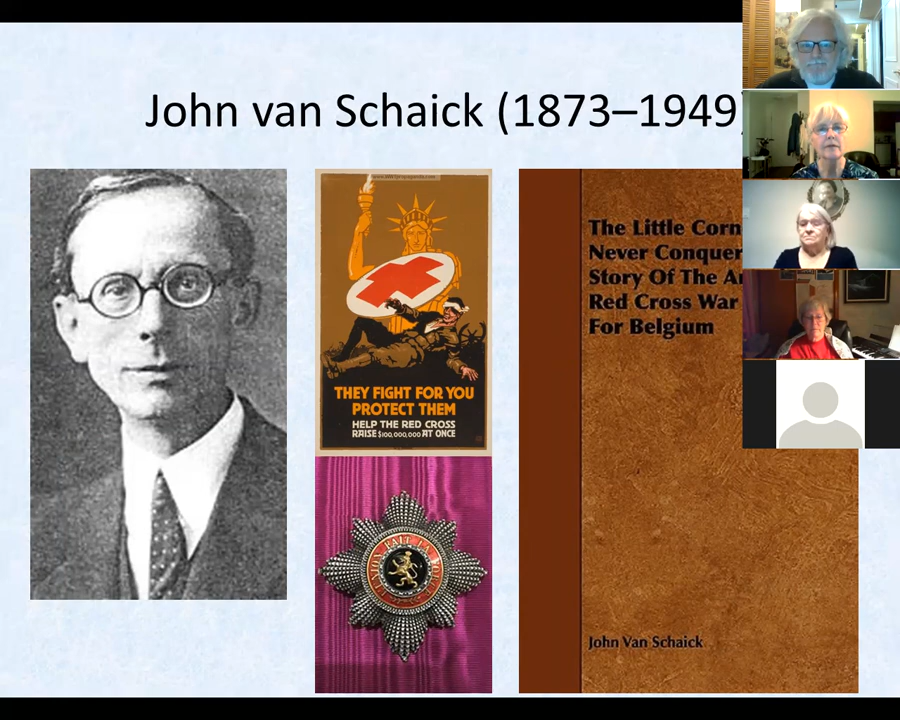 John van Schaick (1873–1949)
THEY FIGHT FOR YOU
PROTECT THEM
HELP THE RED CROSS
RAISE $100,000,000 AT ONCE
The Little Corn
Never Conquer
Story Of The A
Red Cross War
For Belgium
John Van Schaick